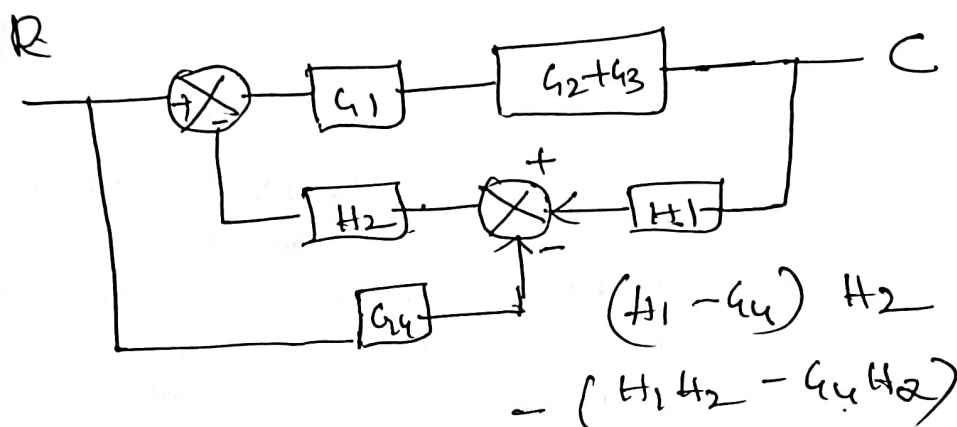 R
C
+
-
G1
G2+G3
+
H2
H1
-
G4
(H1 - G4) H2
- (H1H2 - G4H2)